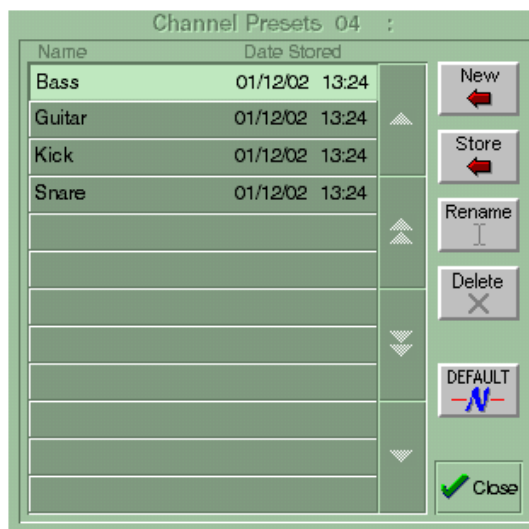 Channel Presets 04 :
Name Date Stored
Bass 01/12/02 13:24
Guitar 01/12/02 13:24
Kick 01/12/02 13:24
Snare 01/12/02 13:24
New
Store
Rename
Delete
DEFAULT
N
Close